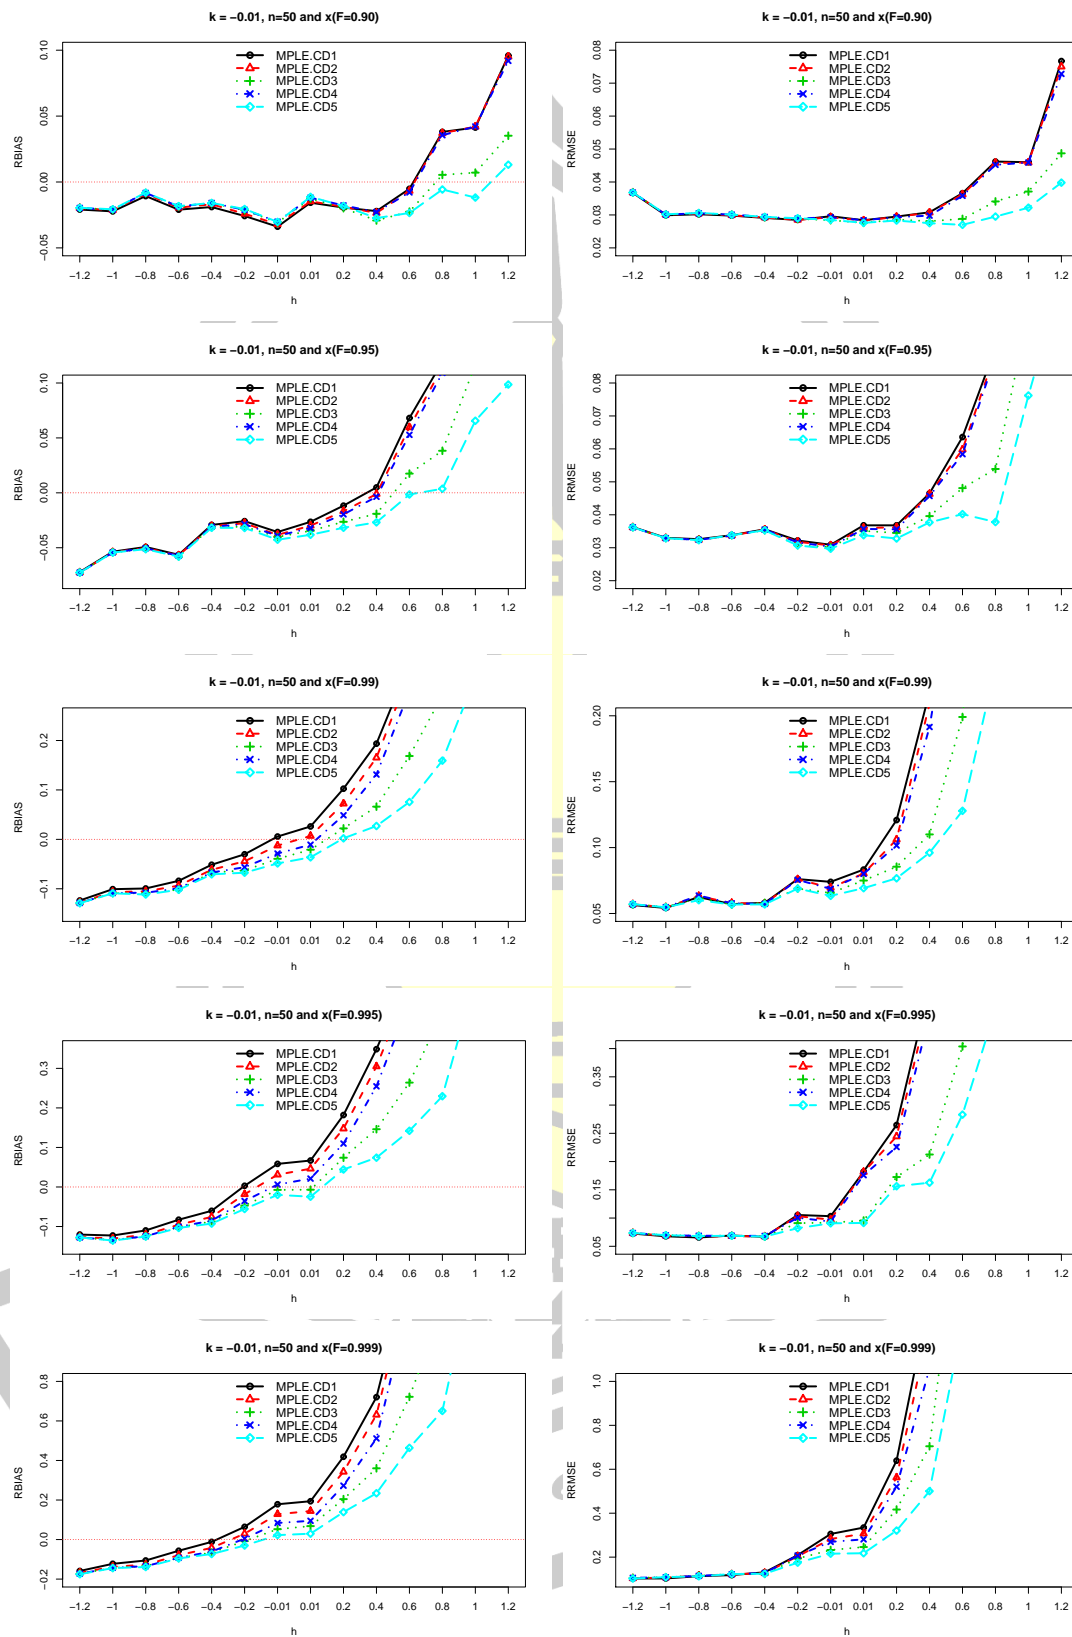 k = −0.01, n=50 and x(F=0.90)
RBIAS
−0.05 0.00 0.05 0.10
MPLE.CD1
MPLE.CD2
MPLE.CD3
MPLE.CD4
MPLE.CD5
−1.2 −1 −0.8 −0.6 −0.4 −0.2 −0.01 0.01 0.2 0.4 0.6 0.8 1 1.2
h
k = −0.01, n=50 and x(F=0.90)
RRMSE
0.02 0.03 0.04 0.05 0.06 0.07 0.08
MPLE.CD1
MPLE.CD2
MPLE.CD3
MPLE.CD4
MPLE.CD5
−1.2 −1 −0.8 −0.6 −0.4 −0.2 −0.01 0.01 0.2 0.4 0.6 0.8 1 1.2
h
k = −0.01, n=50 and x(F=0.95)
RBIAS
−0.05 0.00 0.05 0.10
MPLE.CD1
MPLE.CD2
MPLE.CD3
MPLE.CD4
MPLE.CD5
−1.2 −1 −0.8 −0.6 −0.4 −0.2 −0.01 0.01 0.2 0.4 0.6 0.8 1 1.2
h
k = −0.01, n=50 and x(F=0.95)
RRMSE
0.02 0.03 0.04 0.05 0.06 0.07 0.08
MPLE.CD1
MPLE.CD2
MPLE.CD3
MPLE.CD4
MPLE.CD5
−1.2 −1 −0.8 −0.6 −0.4 −0.2 −0.01 0.01 0.2 0.4 0.6 0.8 1 1.2
h
k = −0.01, n=50 and x(F=0.99)
RBIAS
−0.1 0.0 0.1 0.2
MPLE.CD1
MPLE.CD2
MPLE.CD3
MPLE.CD4
MPLE.CD5
−1.2 −1 −0.8 −0.6 −0.4 −0.2 −0.01 0.01 0.2 0.4 0.6 0.8 1 1.2
h
k = −0.01, n=50 and x(F=0.99)
RRMSE
0.05 0.10 0.15 0.20
MPLE.CD1
MPLE.CD2
MPLE.CD3
MPLE.CD4
MPLE.CD5
−1.2 −1 −0.8 −0.6 −0.4 −0.2 −0.01 0.01 0.2 0.4 0.6 0.8 1 1.2
h
k = −0.01, n=50 and x(F=0.995)
RBIAS
−0.1 0.0 0.1 0.2 0.3
MPLE.CD1
MPLE.CD2
MPLE.CD3
MPLE.CD4
MPLE.CD5
−1.2 −1 −0.8 −0.6 −0.4 −0.2 −0.01 0.01 0.2 0.4 0.6 0.8 1 1.2
h
k = −0.01, n=50 and x(F=0.995)
RRMSE
0.05 0.15 0.25 0.35
MPLE.CD1
MPLE.CD2
MPLE.CD3
MPLE.CD4
MPLE.CD5
−1.2 −1 −0.8 −0.6 −0.4 −0.2 −0.01 0.01 0.2 0.4 0.6 0.8 1 1.2
h
k = −0.01, n=50 and x(F=0.999)
RBIAS
−0.2 0.0 0.2 0.4 0.6 0.8
MPLE.CD1
MPLE.CD2
MPLE.CD3
MPLE.CD4
MPLE.CD5
−1.2 −1 −0.8 −0.6 −0.4 −0.2 −0.01 0.01 0.2 0.4 0.6 0.8 1 1.2
h
k = −0.01, n=50 and x(F=0.999)
RRMSE
0.2 0.4 0.6 0.8 1.0
MPLE.CD1
MPLE.CD2
MPLE.CD3
MPLE.CD4
MPLE.CD5
−1.2 −1 −0.8 −0.6 −0.4 −0.2 −0.01 0.01 0.2 0.4 0.6 0.8 1 1.2
h